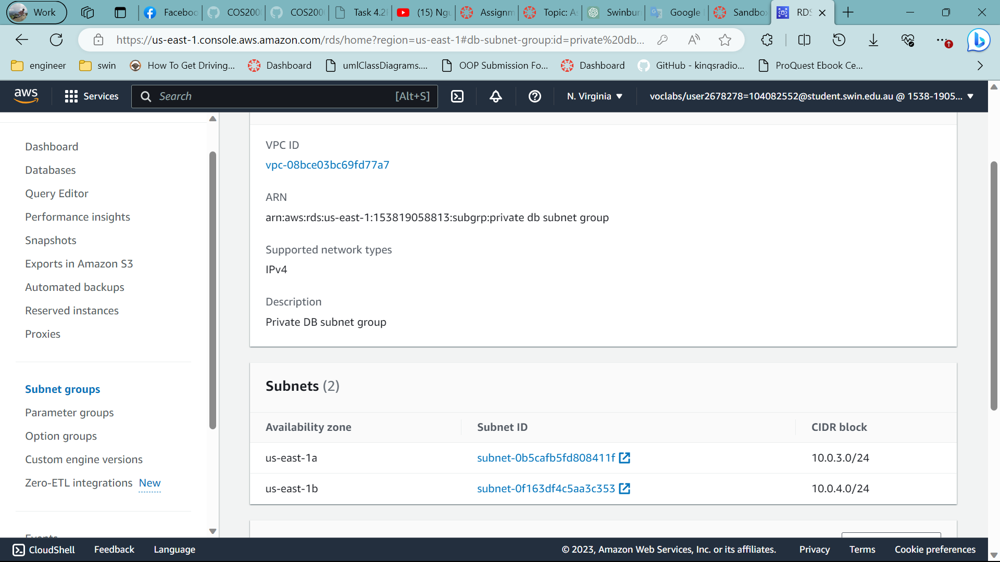 Work
Faceboo
COS200
COS200
Task 4.2P
(15) Ngu
Assignm
Topic: As
Swinburn
Google
Sandbox
RDS
https://us-east-1.console.aws.amazon.com/rds/home?region=us-east-1#db-subnet-group:id=private%20db...
engineer
swin
How To Get Driving...
Dashboard
umlClassDiagrams....
OOP Submission Fo...
Dashboard
GitHub - kinqsradio...
ProQuest Ebook Ce...
aws
Services
Search
[Alt+S]
N. Virginia
voclabs/user2678278=104082552@student.swin.edu.au @ 1538-1905...
Dashboard
Databases
Query Editor
Performance insights
Snapshots
Exports in Amazon S3
Automated backups
Reserved instances
Proxies
Subnet groups
Parameter groups
Option groups
Custom engine versions
Zero-ETL integrations New
Events
VPC ID
vpc-08bce03bc69fd77a7
ARN
arn:aws:rds:us-east-1:153819058813:subgrp:private db subnet group
Supported network types
IPv4
Description
Private DB subnet group
Subnets (2)
Availability zone
Subnet ID
CIDR block
us-east-1a
subnet-0b5cafb5fd808411f
10.0.3.0/24
us-east-1b
subnet-0f163df4c5aa3c353
10.0.4.0/24
CloudShell
Feedback
Language
© 2023, Amazon Web Services, Inc. or its affiliates.
Privacy
Terms
Cookie preferences